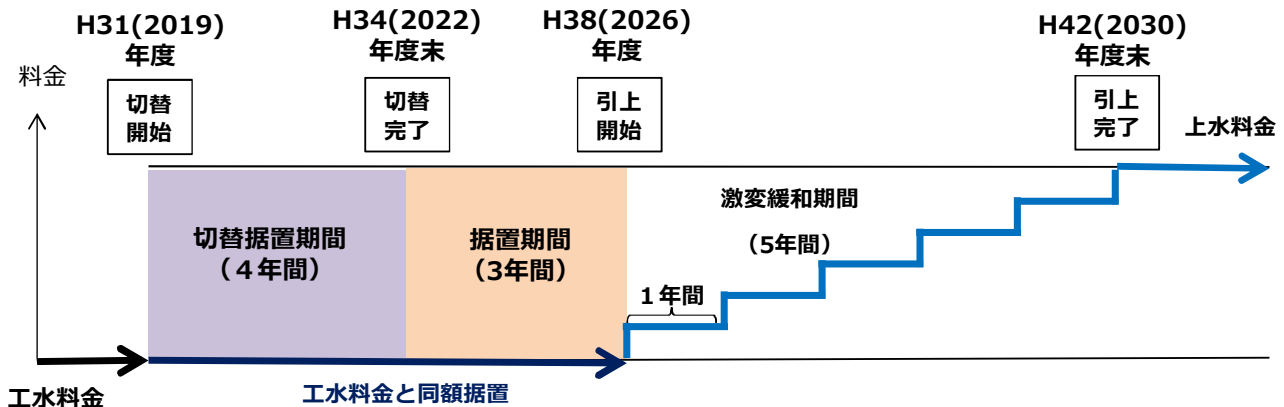 H31(2019)
年度
H34(2022)
年度末
H38(2026)
年度
H42(2030)
年度末
料金
切替
開始
切替
完了
引上
開始
引上
完了
上水料金
切替据置期間
(４年間)
据置期間
(3年間)
激変緩和期間
(5年間)
１年間
工水料金
工水料金と同額据置